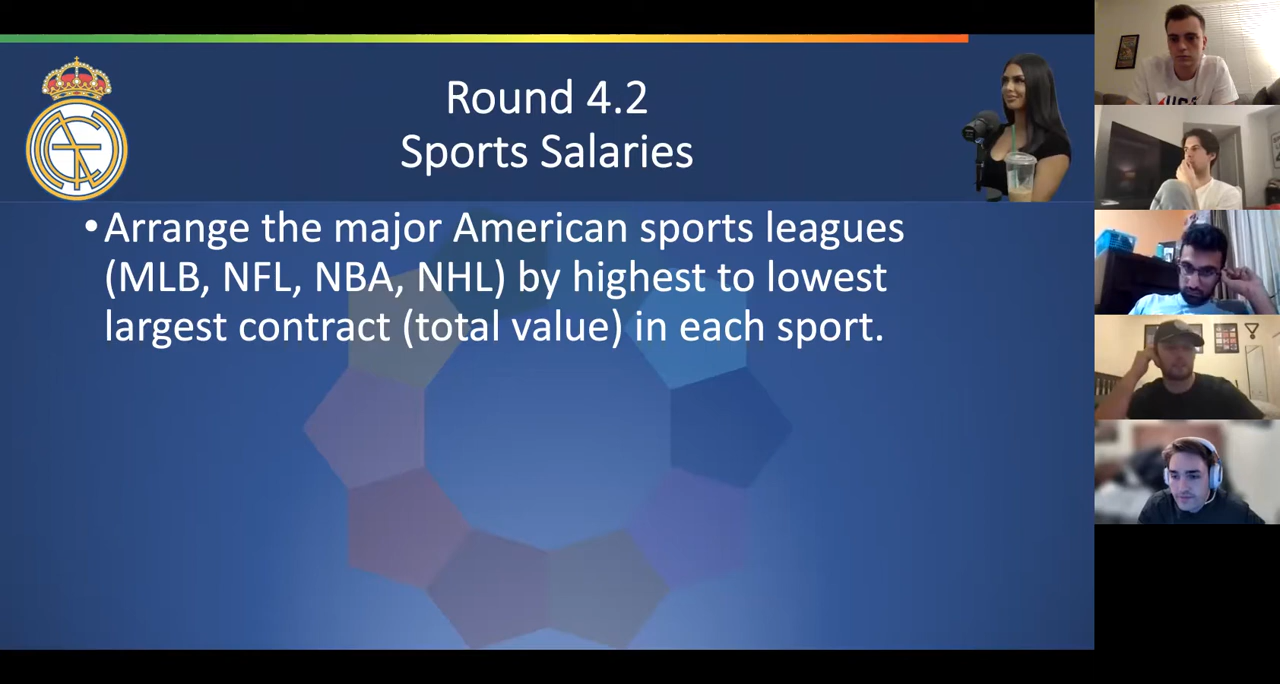 Round 4.2
Sports Salaries
•Arrange the major American sports leagues
(MLB, NFL, NBA, NHL) by highest to lowest
largest contract (total value) in each sport.